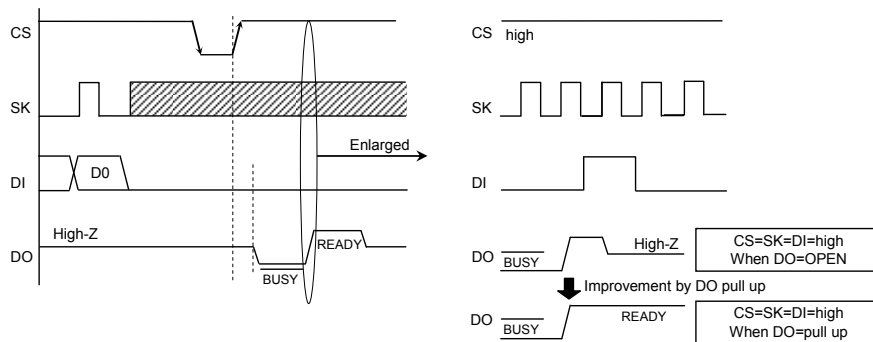 CS
SK
DI
D0
DO
High-Z
BUSY
READY
Enlarged
CS
high
SK
DI
DO
BUSY
High-Z
CS=SK=DI=high
When DO=OPEN
Improvement by DO pull up
DO
BUSY
READY
CS=SK=DI=high
When DO=pull up